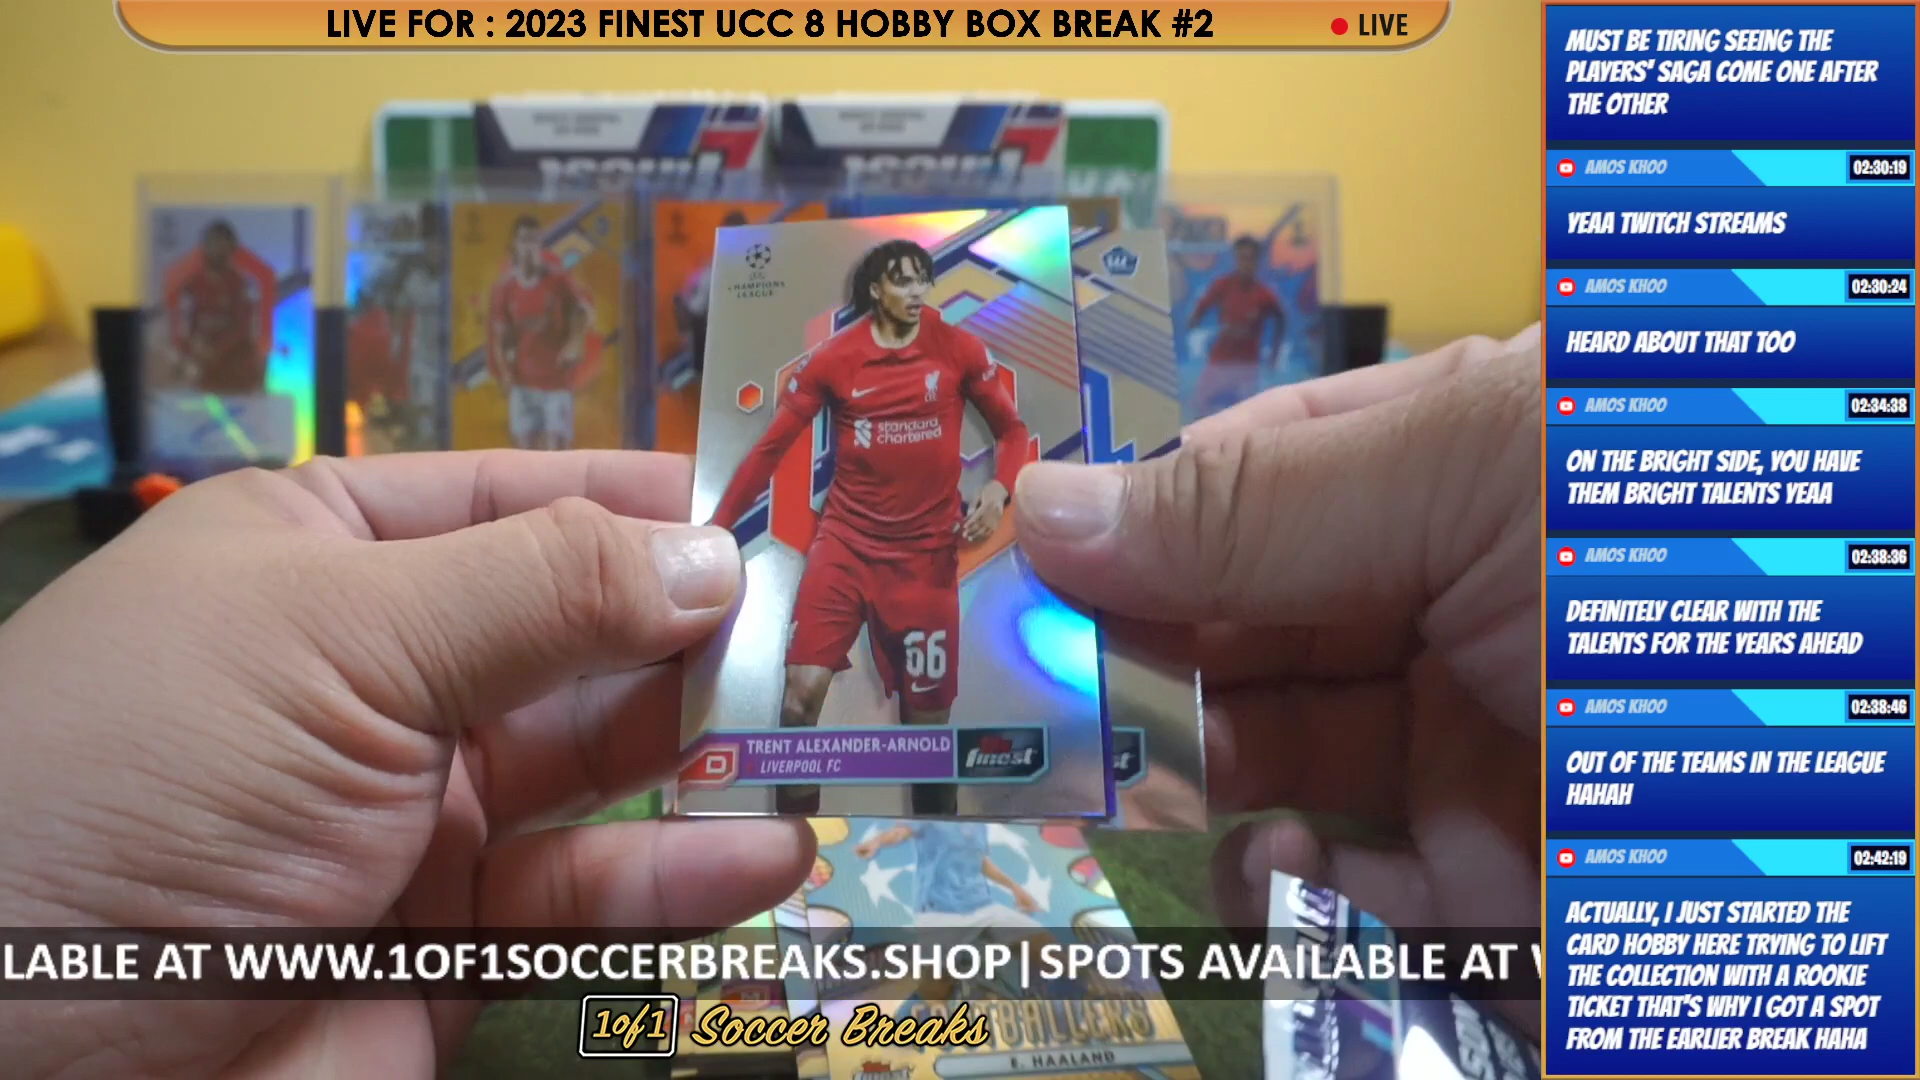 LIVE FOR : 2023 FINEST UCC 8 HOBBY BOX BREAK #2
LIVE
MUST BE TIRING SEEING THE
PLAYERS' SAGA COME ONE AFTER
THE OTHER
AMOS KHOO
02:30:19
YEAA TWITCH STREAMS
AMOS KHOO
02:30:24
HEARD ABOUT THAT TOO
AMOS KHOO
02:34:38
ON THE BRIGHT SIDE, YOU HAVE
THEM BRIGHT TALENTS YEAA
AMOS KHOO
02:38:36
DEFINITELY CLEAR WITH THE
TALENTS FOR THE YEARS AHEAD
AMOS KHOO
02:38:46
OUT OF THE TEAMS IN THE LEAGUE
HAHAH
AMOS KHOO
02:42:19
ACTUALLY, I JUST STARTED THE
CARD HOBBY HERE TRYING TO LIFT
THE COLLECTION WITH A ROOKIE
TICKET THAT'S WHY I GOT A SPOT
FROM THE EARLIER BREAK HAHA
CHAMPIONS
LEAGUE
standard
chartered
66
D
TRENT ALEXANDER-ARNOLD
LIVERPOOL FC
finest
LABLE AT WWW.1OF1SOCCERBREAKS.SHOP|SPOTS AVAILABLE AT
1of1 Soccer Breaks
E. HAALAND
finest